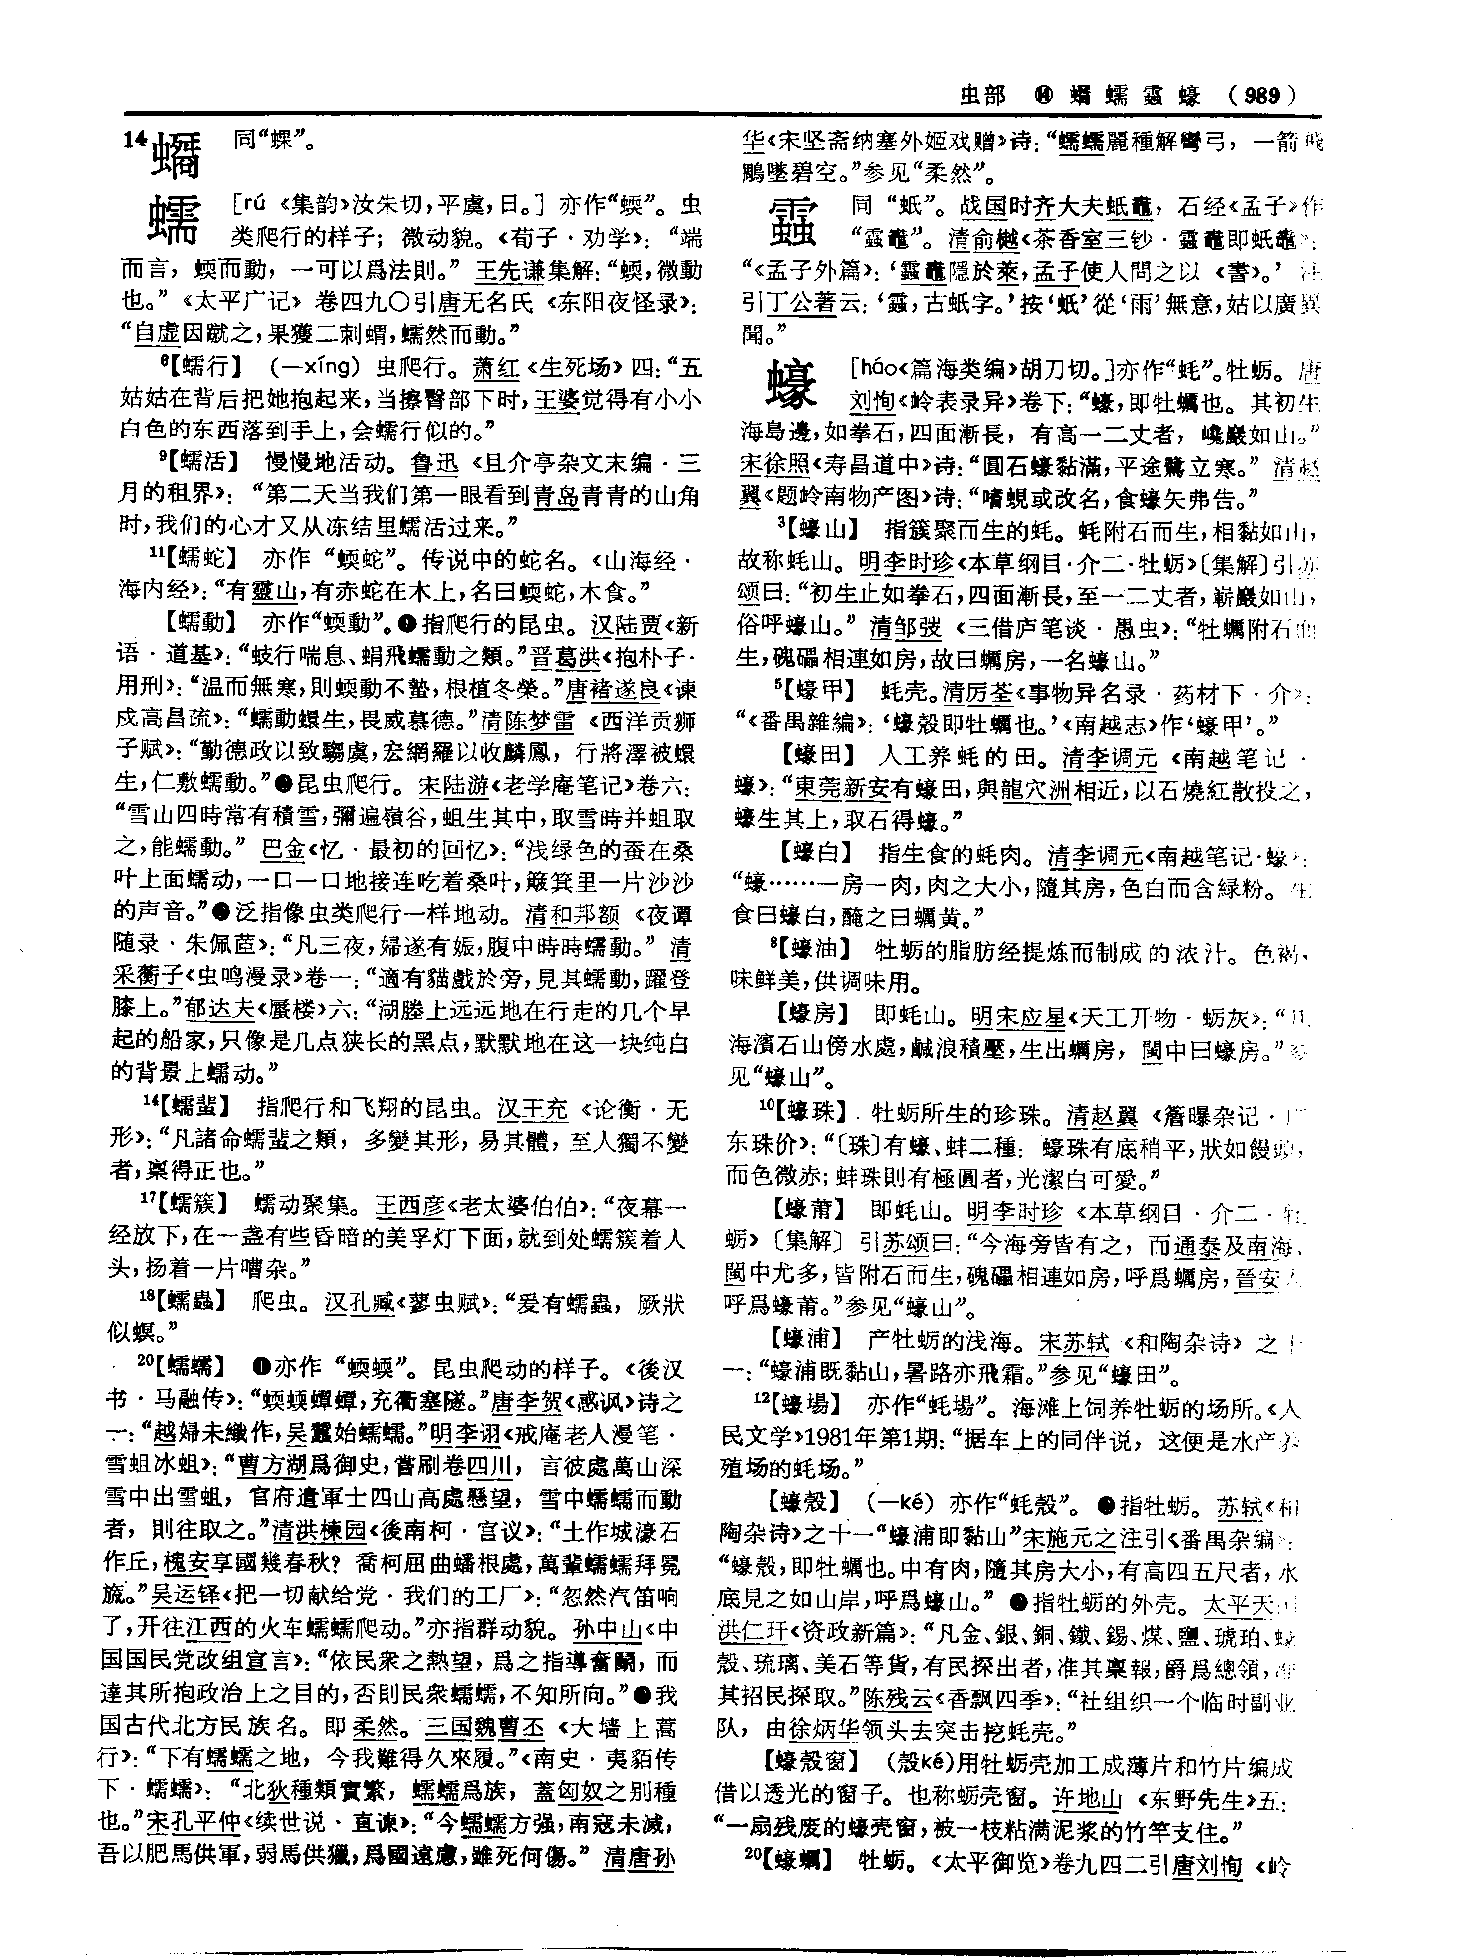 虫部 ⑭ 蝑 蠕 蠠 蠔 (989)
14 同“蜾”。
蠕 [rú《集韵》汝朱切,平虞,日。] 亦作“蝡”。虫
类爬行的样子；微动貌。《荀子·劝学》：“端
而言，蝡而動，一可以爲法則。” 王先谦集解：“蝡，微動
也。”《太平广记》卷四九〇引唐无名氏《东阳夜怪录》：
“自虚因蹴之，果獲二刺蝟，蠕然而動。”
6【蠕行】 (—xíng) 虫爬行。萧红《生死场》四：“五
姑姑在背后把她抱起来，当擦臀部下时，王婆觉得有小小
白色的东西落到手上，会蠕行似的。”
9【蠕活】 慢慢地活动。鲁迅《且介亭杂文末编·三
月的租界》：“第二天当我们第一眼看到青岛青青的山角
时，我们的心才又从冻结里蠕活过来。”
11【蠕蛇】 亦作“蝡蛇”。传说中的蛇名。《山海经·
海内经》：“有靈山，有赤蛇在木上，名曰蝡蛇，木食。”
【蠕動】 亦作“蝡動”。❶指爬行的昆虫。汉陆贾《新
语·道基》：“蚑行喘息、蜎飛蠕動之類。”晋葛洪《抱朴子·
用刑》：“温而無寒，則蝡動不蟄，根植冬榮。”唐褚遂良《谏
戍高昌疏》：“蠕動蠉生，畏威慕德。”清陈梦雷《西洋贡狮
子赋》：“勤德政以致騶虞，宏網羅以收麟鳳，行將澤被蠉
生，仁敷蠕動。”❷昆虫爬行。宋陆游《老学庵笔记》卷六：
“雪山四時常有積雪，彌遍嶺谷，蛆生其中，取雪時并蛆取
之，能蠕動。” 巴金《忆·最初的回忆》：“浅绿色的蚕在桑
叶上面蠕动，一口一口地接连吃着桑叶，簸箕里一片沙沙
的声音。”❸泛指像虫类爬行一样地动。清和邦额《夜谭
随录·朱佩茝》：“凡三夜，婦遂有娠，腹中時時蠕動。” 清
采蘅子《虫鸣漫录》卷一：“適有貓戲於旁，見其蠕動，躍登
膝上。”郁达夫《蜃楼》六：“湖塍上远远地在行走的几个早
起的船家，只像是几点狭长的黑点，默默地在这一块纯白
的背景上蠕动。”
14【蠕蜚】 指爬行和飞翔的昆虫。汉王充《论衡·无
形》：“凡諸命蠕蜚之類，多變其形，易其體，至人獨不變
者，稟得正也。”
17【蠕簇】 蠕动聚集。王西彦《老太婆伯伯》：“夜幕一
经放下，在一盏有些昏暗的美孚灯下面，就到处蠕簇着人
头，扬着一片嘈杂。”
18【蠕蟲】 爬虫。汉孔臧《蓼虫赋》：“爰有蠕蟲，厥狀
似螟。”
20【蠕蠕】 ❶亦作“蝡蝡”。昆虫爬动的样子。《後汉
书·马融传》：“蝡蝡蟫蟫，充衢塞隧。”唐李贺《感讽》诗之
一：“越婦未織作，吴蠶始蠕蠕。”明李诩《戒庵老人漫笔·
雪蛆冰蛆》：“曹方湖爲御史，嘗刷卷四川，言彼處萬山深
雪中出雪蛆，官府遣軍士四山高處懸望，雪中蠕蠕而動
者，則往取之。”清洪楝园《後南柯·宫议》：“土作城濠石
作丘，槐安享國幾春秋？喬柯屈曲蟠根處，萬輩蠕蠕拜冕
旒。”吴运铎《把一切献给党·我们的工厂》：“忽然汽笛响
了，开往江西的火车蠕蠕爬动。”亦指群动貌。孙中山《中
国国民党改组宣言》：“依民衆之熱望，爲之指導奮鬭，而
達其所抱政治上之目的，否則民衆蠕蠕，不知所向。”❷我
国古代北方民族名。即柔然。三国魏曹丕《大墙上蒿
行》：“下有蠕蠕之地，今我難得久來履。”《南史·夷貊传
下·蠕蠕》：“北狄種類實繁，蠕蠕爲族，蓋匈奴之别種
也。”宋孔平仲《续世说·直谏》：“今蠕蠕方强，南寇未滅，
吾以肥馬供軍，弱馬供獵，爲國遠慮，雖死何傷。” 清唐孙
华《宋坚斋纳塞外姬戏赠》诗：“蠕蠕麗種解彎弓，一箭飛
鵰墜碧空。”参见“柔然”。
同“蚳”。战国时齐大夫蚳鼃，石经《孟子》作
“鼃”。清俞樾《茶香室三钞·鼃即蚳鼃》：
“《孟子外篇》：‘鼃隱於萊，孟子使人問之以《書》。’注
引丁公著云：‘，古蚳字。’按‘蚳’從‘雨’無意，姑以廣異
聞。”
蠔 [háo《篇海类编》胡刀切。]亦作“蚝”。牡蛎。唐
刘恂《岭表录异》卷下：“蠔，即牡蠣也。其初生
海島邊，如拳石，四面漸長，有高一二丈者，巉巖如山。”
宋徐照《寿昌道中》诗：“圓石蠔黏滿，平途鷺立寒。” 清赵
翼《题岭南物产图》诗：“嗜蜆或改名，食蠔矢弗告。”
3【蠔山】 指簇聚而生的蚝。蚝附石而生，相黏如山，
故称蚝山。明李时珍《本草纲目·介二·牡蛎》〔集解〕引苏
颂曰：“初生止如拳石，四面漸長，至一二丈者，嶄巖如山，
俗呼蠔山。” 清邹弢《三借庐笔谈·愚虫》：“牡蠣附石而
生，磈礧相連如房，故曰蠣房，一名蠔山。”
5【蠔甲】 蚝壳。清厉荃《事物异名录·药材下·介》：
“《番禺雜編》：‘蠔殼即牡蠣也。’《南越志》作‘蠔甲’。”
【蠔田】 人工养蚝的田。清李调元《南越笔记·
蠔》：“東莞新安有蠔田，與龍穴洲相近，以石燒紅散投之，
蠔生其上，取石得蠔。”
【蠔白】 指生食的蚝肉。清李调元《南越笔记·蠔》：
“蠔……一房一肉，肉之大小，隨其房，色白而含緑粉。生
食曰蠔白，醃之曰蠣黄。”
8【蠔油】 牡蛎的脂肪经提炼而制成的浓汁。色褐，
味鲜美，供调味用。
【蠔房】 即蚝山。明宋应星《天工开物·蛎灰》：“凡
海濱石山傍水處，鹹浪積壓，生出蠣房，閩中曰蠔房。”参
见“蠔山”。
10【蠔珠】 牡蛎所生的珍珠。清赵翼《簷曝杂记·广
东珠价》：“〔珠〕有蠔、蚌二種：蠔珠有底稍平，狀如饅頭，
而色微赤；蚌珠則有極圓者，光潔白可愛。”
【蠔莆】 即蚝山。明李时珍《本草纲目·介二·牡
蛎》〔集解〕引苏颂曰：“今海旁皆有之，而通泰及南海、
閩中尤多，皆附石而生，磈礧相連如房，呼爲蠣房，晉安人
呼爲蠔莆。”参见“蠔山”。
【蠔浦】 产牡蛎的浅海。宋苏轼《和陶杂诗》之十
一：“蠔浦既黏山，暑路亦飛霜。”参见“蠔田”。
12【蠔場】 亦作“蚝場”。海滩上饲养牡蛎的场所。《人
民文学》1981年第1期：“据车上的同伴说，这便是水产养
殖场的蚝场。”
【蠔殼】 (—ké) 亦作“蚝殼”。❶指牡蛎。苏轼《和
陶杂诗》之十一“蠔浦即黏山”宋施元之注引《番禺杂编》：
“蠔殼，即牡蠣也。中有肉，隨其房大小，有高四五尺者，水
底見之如山岸，呼爲蠔山。” ❷指牡蛎的外壳。太平天国
洪仁玕《资政新篇》：“凡金、銀、銅、鐵、錫、煤、鹽、琥珀、蠔
殼、琉璃、美石等貨，有民探出者，准其稟報，爵爲總領，准
其招民探取。”陈残云《香飘四季》：“社组织一个临时副业
队，由徐炳华领头去突击挖蚝壳。”
【蠔殼窗】 (殼ké)用牡蛎壳加工成薄片和竹片编成
借以透光的窗子。也称蛎壳窗。许地山《东野先生》五：
“一扇残废的蠔壳窗，被一枝粘满泥浆的竹竿支住。”
20【蠔蠣】 牡蛎。《太平御览》卷九四二引唐刘恂《岭